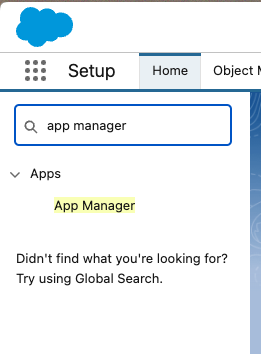 Setup
Home
Object M
app manager
Apps
App Manager
Didn't find what you're looking for?
Try using Global Search.